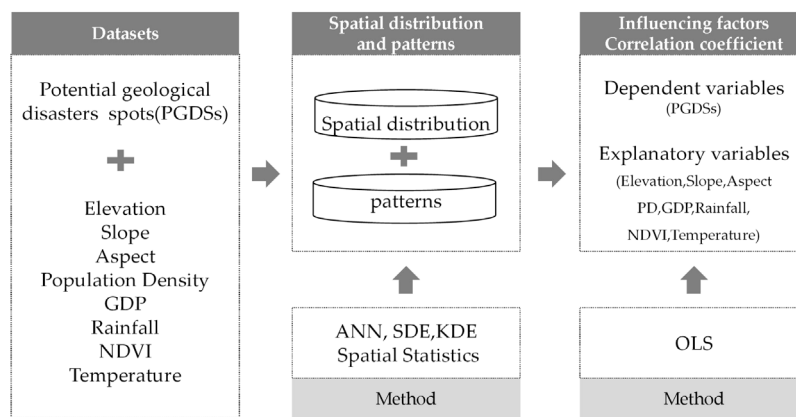 Datasets
Potential geological
disasters spots(PGDSs)
Elevation
Slope
Aspect
Population Density
GDP
Rainfall
NDVI
Temperature
Spatial distribution
and patterns
Spatial distribution
patterns
ANN, SDE,KDE
Spatial Statistics
Method
Influencing factors
Correlation coefficient
Dependent variables
(PGDSs)
Explanatory variables
(Elevation,Slope,Aspect
PD,GDP,Rainfall,
NDVI,Temperature)
OLS
Method